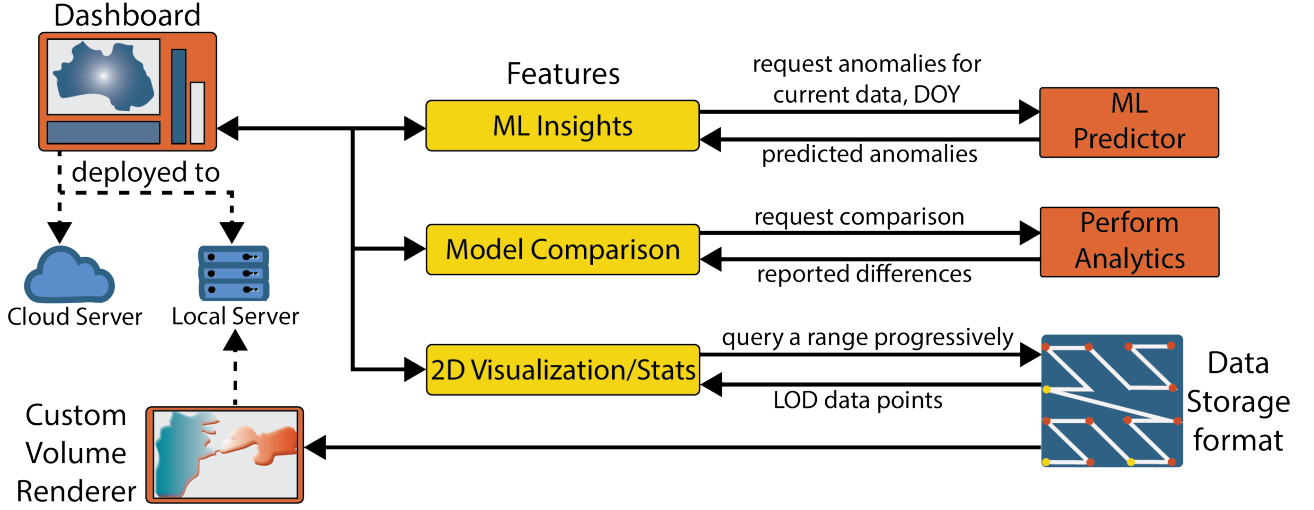 Dashboard
deployed to
Cloud Server
Local Server
Custom
Volume
Renderer
Features
ML Insights
Model Comparison
2D Visualization/Stats
request anomalies for
current data, DOY
predicted anomalies
request comparison
reported differences
query a range progressively
LOD data points
ML
Predictor
Perform
Analytics
Data
Storage
format